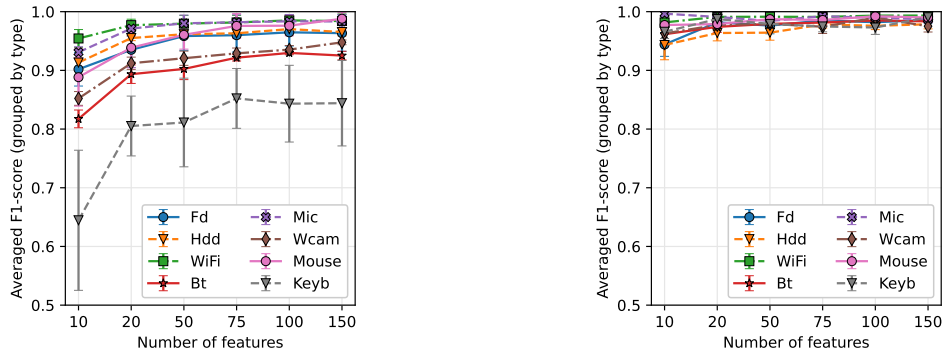 Averaged F1-score (grouped by type)
1.0
0.9
0.8
0.7
0.6
0.5
Fd
Hdd
WiFi
Bt
Mic
Wcam
Mouse
Keyb
10 20 50 75 100 150
Number of features
Averaged F1-score (grouped by type)
1.0
0.9
0.8
0.7
0.6
0.5
Fd
Hdd
WiFi
Bt
Mic
Wcam
Mouse
Keyb
10 20 50 75 100 150
Number of features